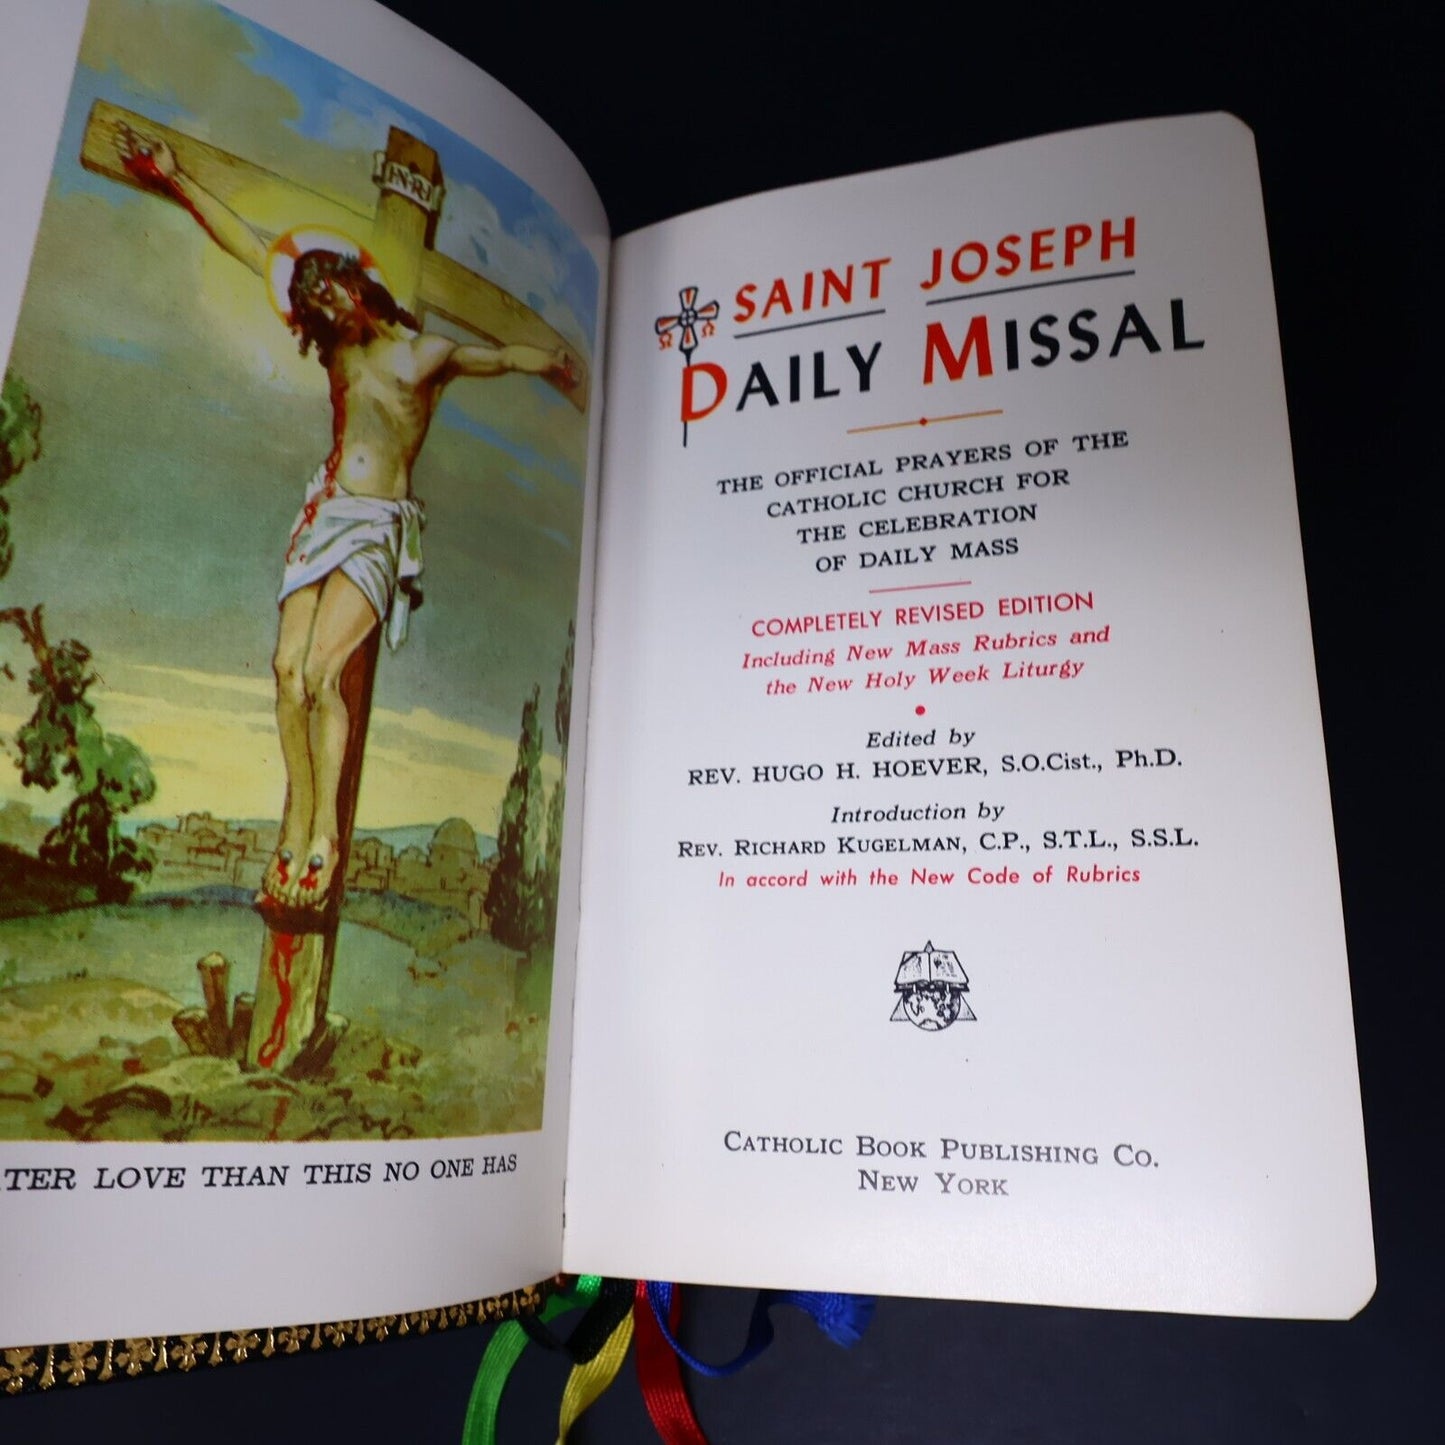 I·N·R·I
TER LOVE THAN THIS NO ONE HAS
SAINT JOSEPH
Α Ω
DAILY MISSAL
THE OFFICIAL PRAYERS OF THE
CATHOLIC CHURCH FOR
THE CELEBRATION
OF DAILY MASS
COMPLETELY REVISED EDITION
Including New Mass Rubrics and
the New Holy Week Liturgy
Edited by
REV. HUGO H. HOEVER, S.O.Cist., Ph.D.
Introduction by
REV. RICHARD KUGELMAN, C.P., S.T.L., S.S.L.
In accord with the New Code of Rubrics
CATHOLIC BOOK PUBLISHING CO.
NEW YORK